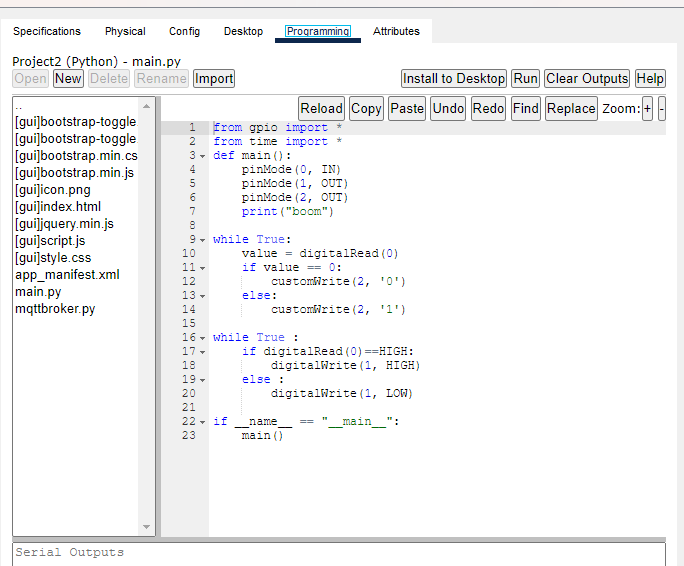 Specifications Physical Config Desktop Programming Attributes
Project2 (Python) - main.py
Open New Delete Rename Import Install to Desktop Run Clear Outputs Help
Reload Copy Paste Undo Redo Find Replace Zoom: + -
..
[gui]bootstrap-toggle
[gui]bootstrap-toggle
[gui]bootstrap.min.cs
[gui]bootstrap.min.js
[gui]icon.png
[gui]index.html
[gui]jquery.min.js
[gui]script.js
[gui]style.css
app_manifest.xml
main.py
mqttbroker.py
1 from gpio import *
2 from time import *
3 def main():
4     pinMode(0, IN)
5     pinMode(1, OUT)
6     pinMode(2, OUT)
7     print("boom")
8
9 while True:
10     value = digitalRead(0)
11     if value == 0:
12         customWrite(2, '0')
13     else:
14         customWrite(2, '1')
15
16 while True :
17     if digitalRead(0)==HIGH:
18         digitalWrite(1, HIGH)
19     else :
20         digitalWrite(1, LOW)
21
22 if __name__ == "__main__":
23     main()
Serial Outputs